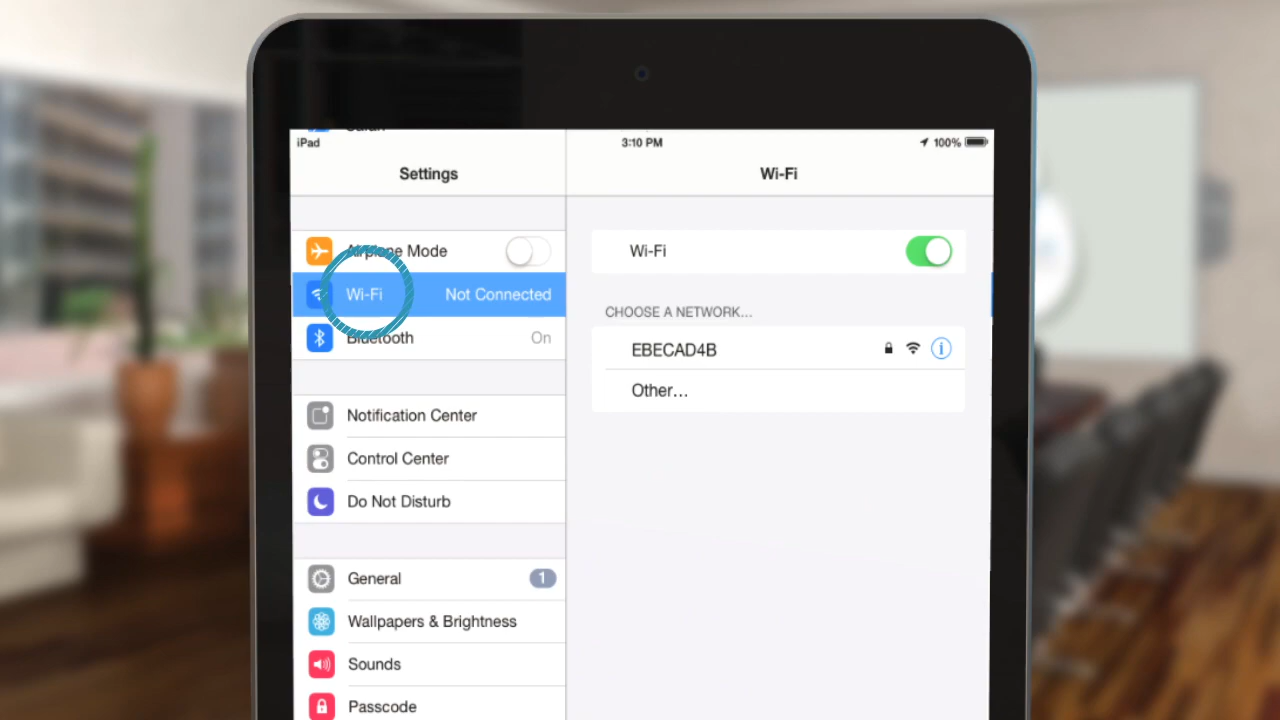 iPad
3:10 PM
100%
Settings
Wi-Fi
Airplane Mode
Wi-Fi
Not Connected
Bluetooth
On
Notification Center
Control Center
Do Not Disturb
General
1
Wallpapers & Brightness
Sounds
Passcode
Wi-Fi
CHOOSE A NETWORK...
EBECAD4B
Other...